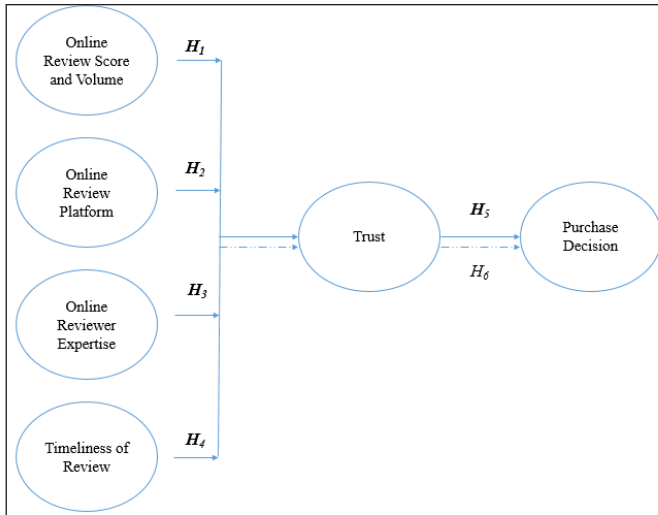 Online
Review Score
and Volume
H1
Online
Review
Platform
H2
Online
Reviewer
Expertise
H3
Timeliness of
Review
H4
Trust
H5
H6
Purchase
Decision